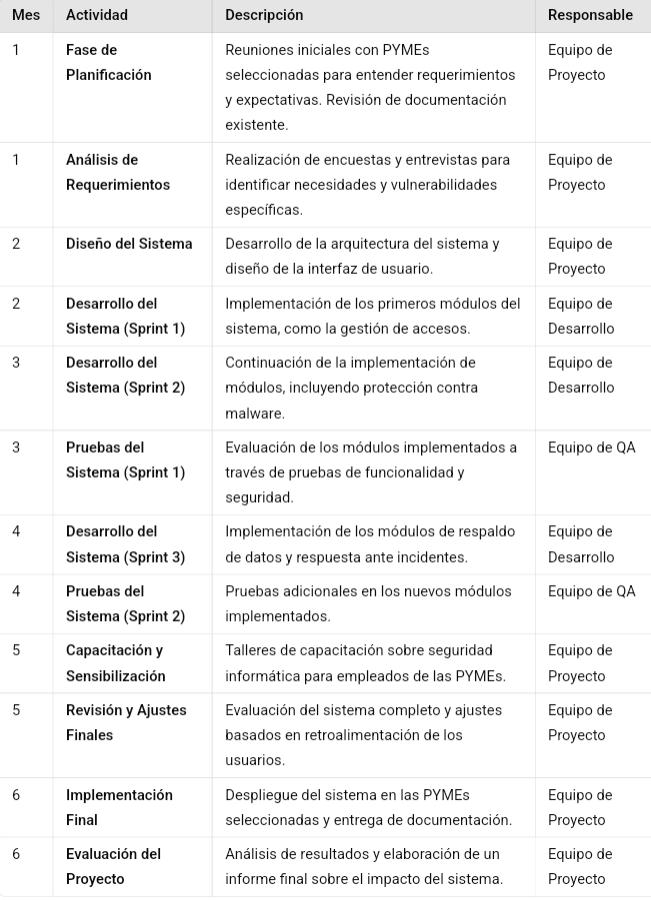 Mes Actividad Descripción Responsable
1 Fase de Reuniones iniciales con PYMEs Equipo de
Planificación seleccionadas para entender requerimientos Proyecto
y expectativas. Revisión de documentación
existente.
1 Análisis de Realización de encuestas y entrevistas para Equipo de
Requerimientos identificar necesidades y vulnerabilidades Proyecto
específicas.
2 Diseño del Sistema Desarrollo de la arquitectura del sistema y Equipo de
diseño de la interfaz de usuario. Proyecto
2 Desarrollo del Implementación de los primeros módulos del Equipo de
Sistema (Sprint 1) sistema, como la gestión de accesos. Desarrollo
3 Desarrollo del Continuación de la implementación de Equipo de
Sistema (Sprint 2) módulos, incluyendo protección contra Desarrollo
malware.
3 Pruebas del Evaluación de los módulos implementados a Equipo de QA
Sistema (Sprint 1) través de pruebas de funcionalidad y
seguridad.
4 Desarrollo del Implementación de los módulos de respaldo Equipo de
Sistema (Sprint 3) de datos y respuesta ante incidentes. Desarrollo
4 Pruebas del Pruebas adicionales en los nuevos módulos Equipo de QA
Sistema (Sprint 2) implementados.
5 Capacitación y Talleres de capacitación sobre seguridad Equipo de
Sensibilización informática para empleados de las PYMEs. Proyecto
5 Revisión y Ajustes Evaluación del sistema completo y ajustes Equipo de
Finales basados en retroalimentación de los Proyecto
usuarios.
6 Implementación Despliegue del sistema en las PYMEs Equipo de
Final seleccionadas y entrega de documentación. Proyecto
6 Evaluación del Análisis de resultados y elaboración de un Equipo de
Proyecto informe final sobre el impacto del sistema. Proyecto